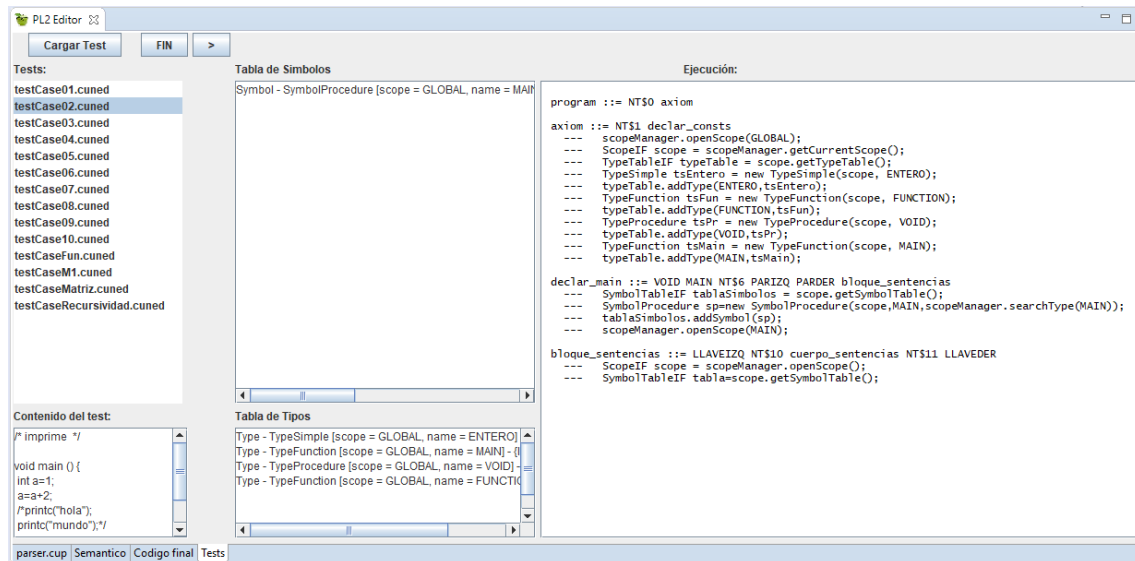 PL2 Editor
Cargar Test FIN >
Tests: Tabla de Simbolos Ejecución:
testCase01.cuned
testCase02.cuned
testCase03.cuned
testCase04.cuned
testCase05.cuned
testCase06.cuned
testCase07.cuned
testCase08.cuned
testCase09.cuned
testCase10.cuned
testCaseFun.cuned
testCaseM1.cuned
testCaseMatriz.cuned
testCaseRecursividad.cuned
Symbol - SymbolProcedure [scope = GLOBAL, name = MAIN
program ::= NT$0 axiom
axiom ::= NT$1 declar_consts
--- scopeManager.openScope(GLOBAL);
--- ScopeIF scope = scopeManager.getCurrentScope();
--- TypeTableIF typeTable = scope.getTypeTable();
--- TypeSimple tsEntero = new TypeSimple(scope, ENTERO);
--- typeTable.addType(ENTERO,tsEntero);
--- TypeFunction tsFun = new TypeFunction(scope, FUNCTION);
--- typeTable.addType(FUNCTION,tsFun);
--- TypeProcedure tsPr = new TypeProcedure(scope, VOID);
--- typeTable.addType(VOID,tsPr);
--- TypeFunction tsMain = new TypeFunction(scope, MAIN);
--- typeTable.addType(MAIN,tsMain);
declar_main ::= VOID MAIN NT$6 PARIZQ PARDER bloque_sentencias
--- SymbolTableIF tablaSimbolos = scope.getSymbolTable();
--- SymbolProcedure sp=new SymbolProcedure(scope,MAIN,scopeManager.searchType(MAIN));
--- tablaSimbolos.addSymbol(sp);
--- scopeManager.openScope(MAIN);
bloque_sentencias ::= LLAVEIZQ NT$10 cuerpo_sentencias NT$11 LLAVEDER
--- ScopeIF scope = scopeManager.openScope();
--- SymbolTableIF tabla=scope.getSymbolTable();
Contenido del test: Tabla de Tipos
/* imprime */
void main () {
int a=1;
a=a+2;
/*printc("hola");
printc("mundo");*/
Type - TypeSimple [scope = GLOBAL, name = ENTERO]
Type - TypeFunction [scope = GLOBAL, name = MAIN] - {
Type - TypeProcedure [scope = GLOBAL, name = VOID] -
Type - TypeFunction [scope = GLOBAL, name = FUNCTIO
parser.cup Semantico Codigo final Tests